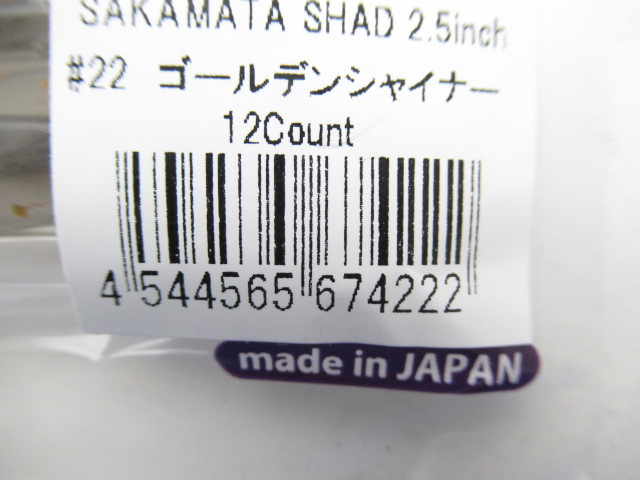 SAKAMATA SHAD 2.5inch
#22 ゴールデンシャイナー
12Count
4 544565 674222
made in JAPAN